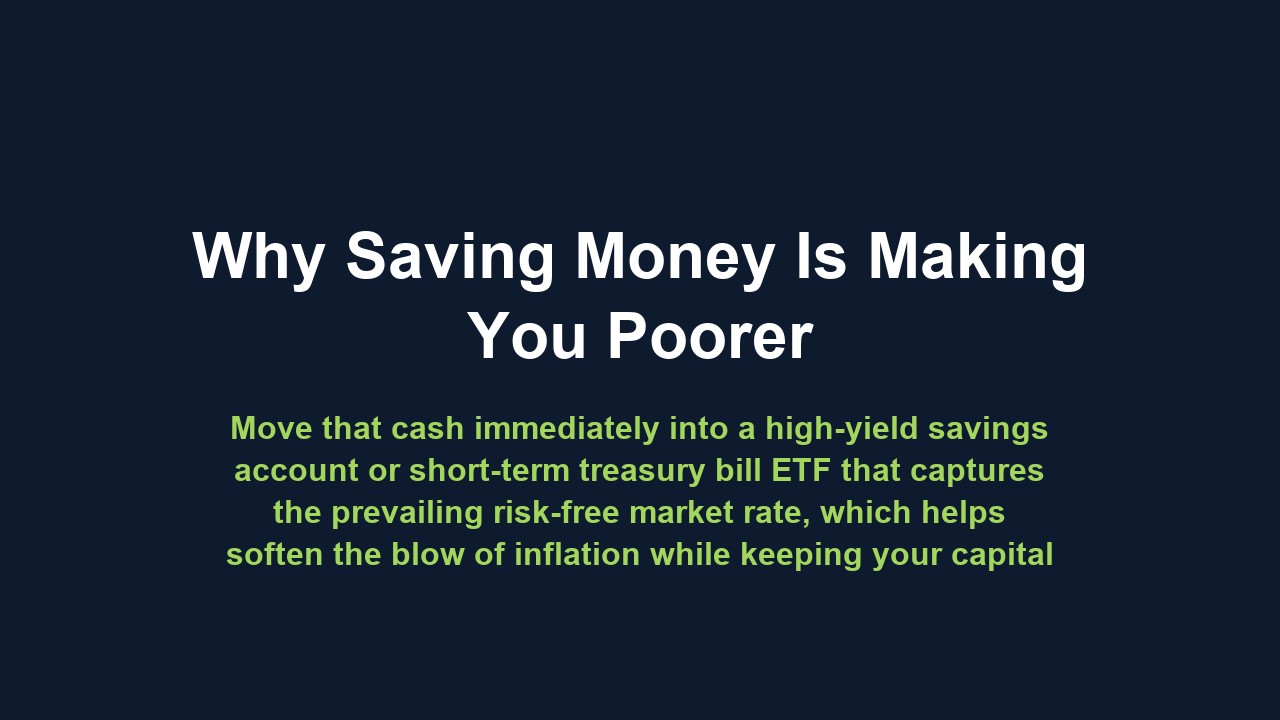 Why Saving Money Is Making
You Poorer
Move that cash immediately into a high-yield savings
account or short-term treasury bill ETF that captures
the prevailing risk-free market rate, which helps
soften the blow of inflation while keeping your capital